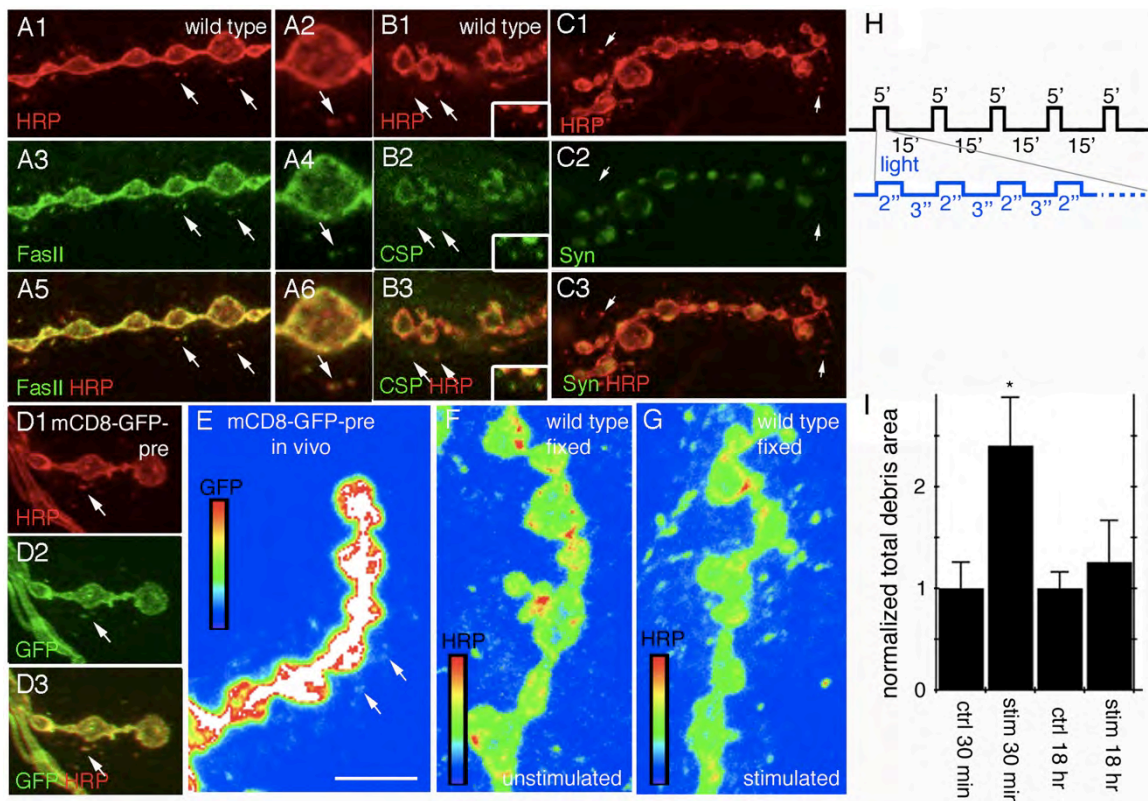 A1
wild type
HRP
A2
B1
wild type
HRP
C1
HRP
A3
FasII
A4
B2
CSP
C2
Syn
A5
FasII HRP
A6
B3
CSP HRP
C3
Syn HRP
D1 mCD8-GFP-
pre
HRP
D2
GFP
D3
GFP HRP
E
mCD8-GFP-pre
in vivo
GFP
F
wild type
fixed
HRP
unstimulated
G
wild type
fixed
HRP
stimulated
H
5' 5' 5' 5' 5'
15' 15' 15' 15'
light
2" 2" 2" 2"
3" 3" 3"
I
normalized total debris area
*
2
1
0
ctrl 30 min
stim 30 min
ctrl 18 hr
stim 18 hr